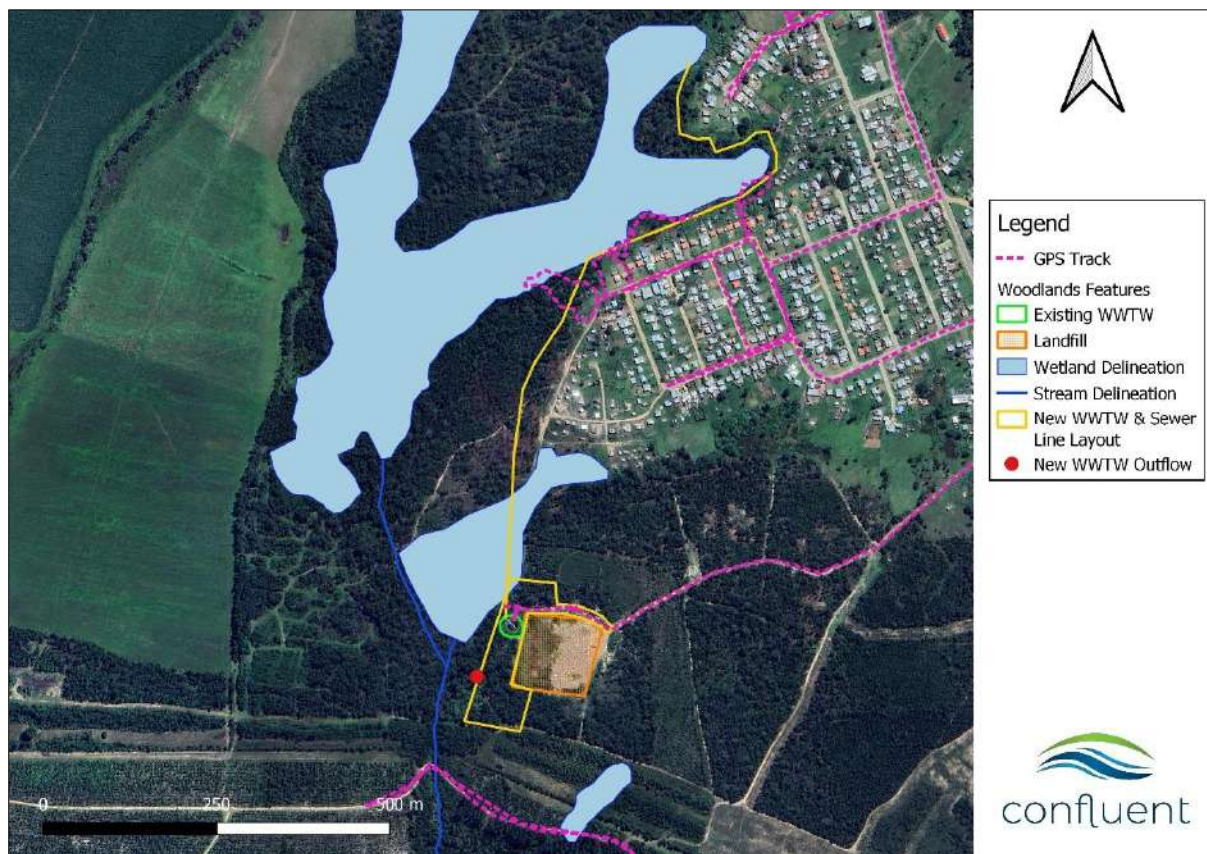 Legend
GPS Track
Woodlands Features
Existing WWTW
Landfill
Wetland Delineation
Stream Delineation
New WWTW & Sewer
Line Layout
New WWTW Outflow
0 250 500 m
confluent